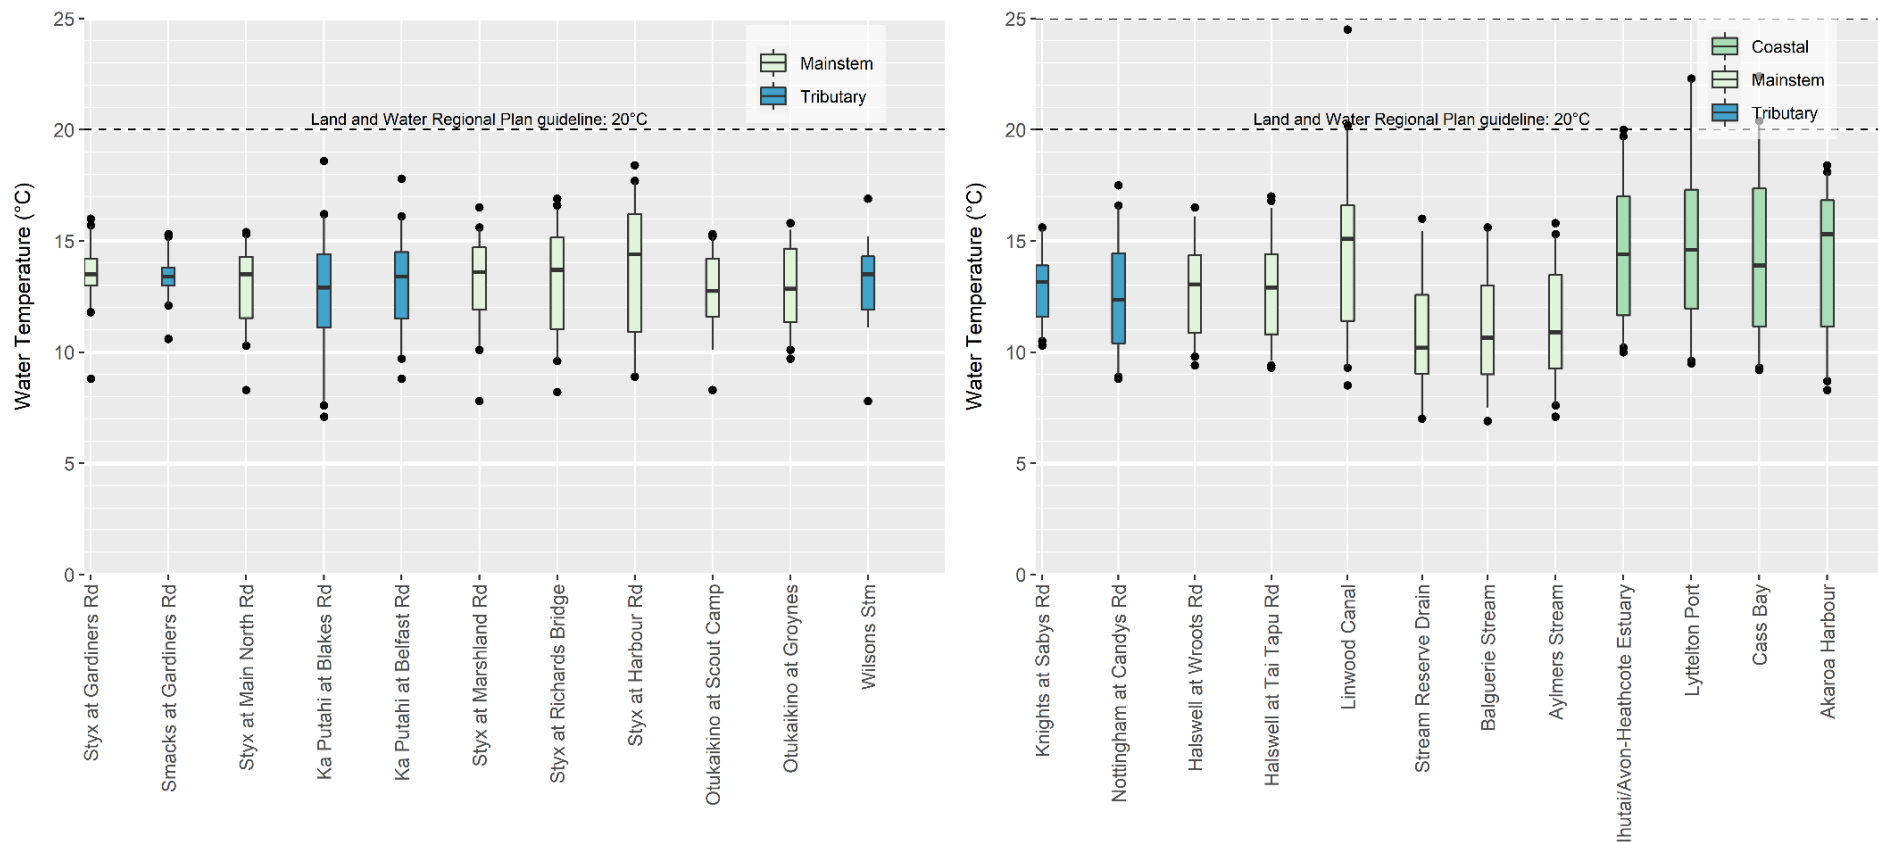 25
20
15
10
5
0
Water Temperature (°C)
Mainstem
Tributary
Land and Water Regional Plan guideline: 20°C
Styx at Gardiners Rd
Smacks at Gardiners Rd
Styx at Main North Rd
Ka Putahi at Blakes Rd
Ka Putahi at Belfast Rd
Styx at Marshland Rd
Styx at Richards Bridge
Styx at Harbour Rd
Otukaikino at Scout Camp
Otukaikino at Groynes
Wilsons Stm
25
20
15
10
5
0
Water Temperature (°C)
Coastal
Mainstem
Tributary
Land and Water Regional Plan guideline: 20°C
Knights at Sabys Rd
Nottingham at Candys Rd
Halswell at Wroots Rd
Halswell at Tai Tapu Rd
Linwood Canal
Stream Reserve Drain
Balguerie Stream
Aylmers Stream
Ihutai/Avon-Heathcote Estuary
Lyttelton Port
Cass Bay
Akaroa Harbour